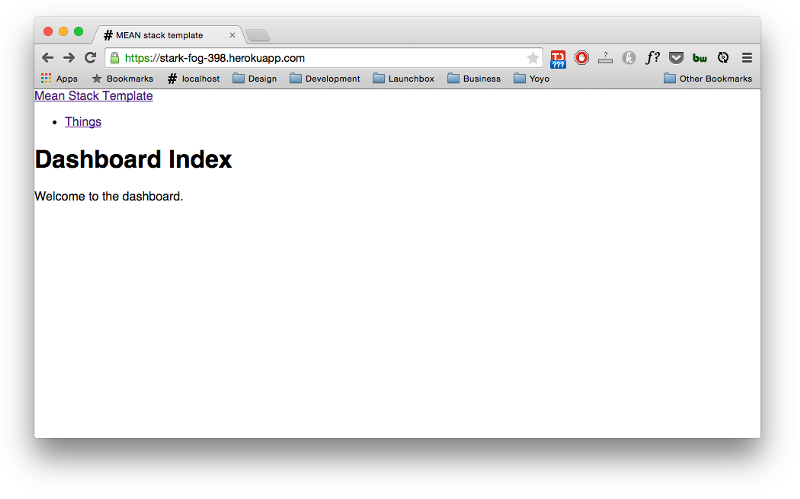 MEAN stack template
https://stark-fog-398.herokuapp.com
???
?
f?
bw
Apps Bookmarks localhost Design Development Launchbox Business Yoyo Other Bookmarks
Mean Stack Template
Things
Dashboard Index
Welcome to the dashboard.